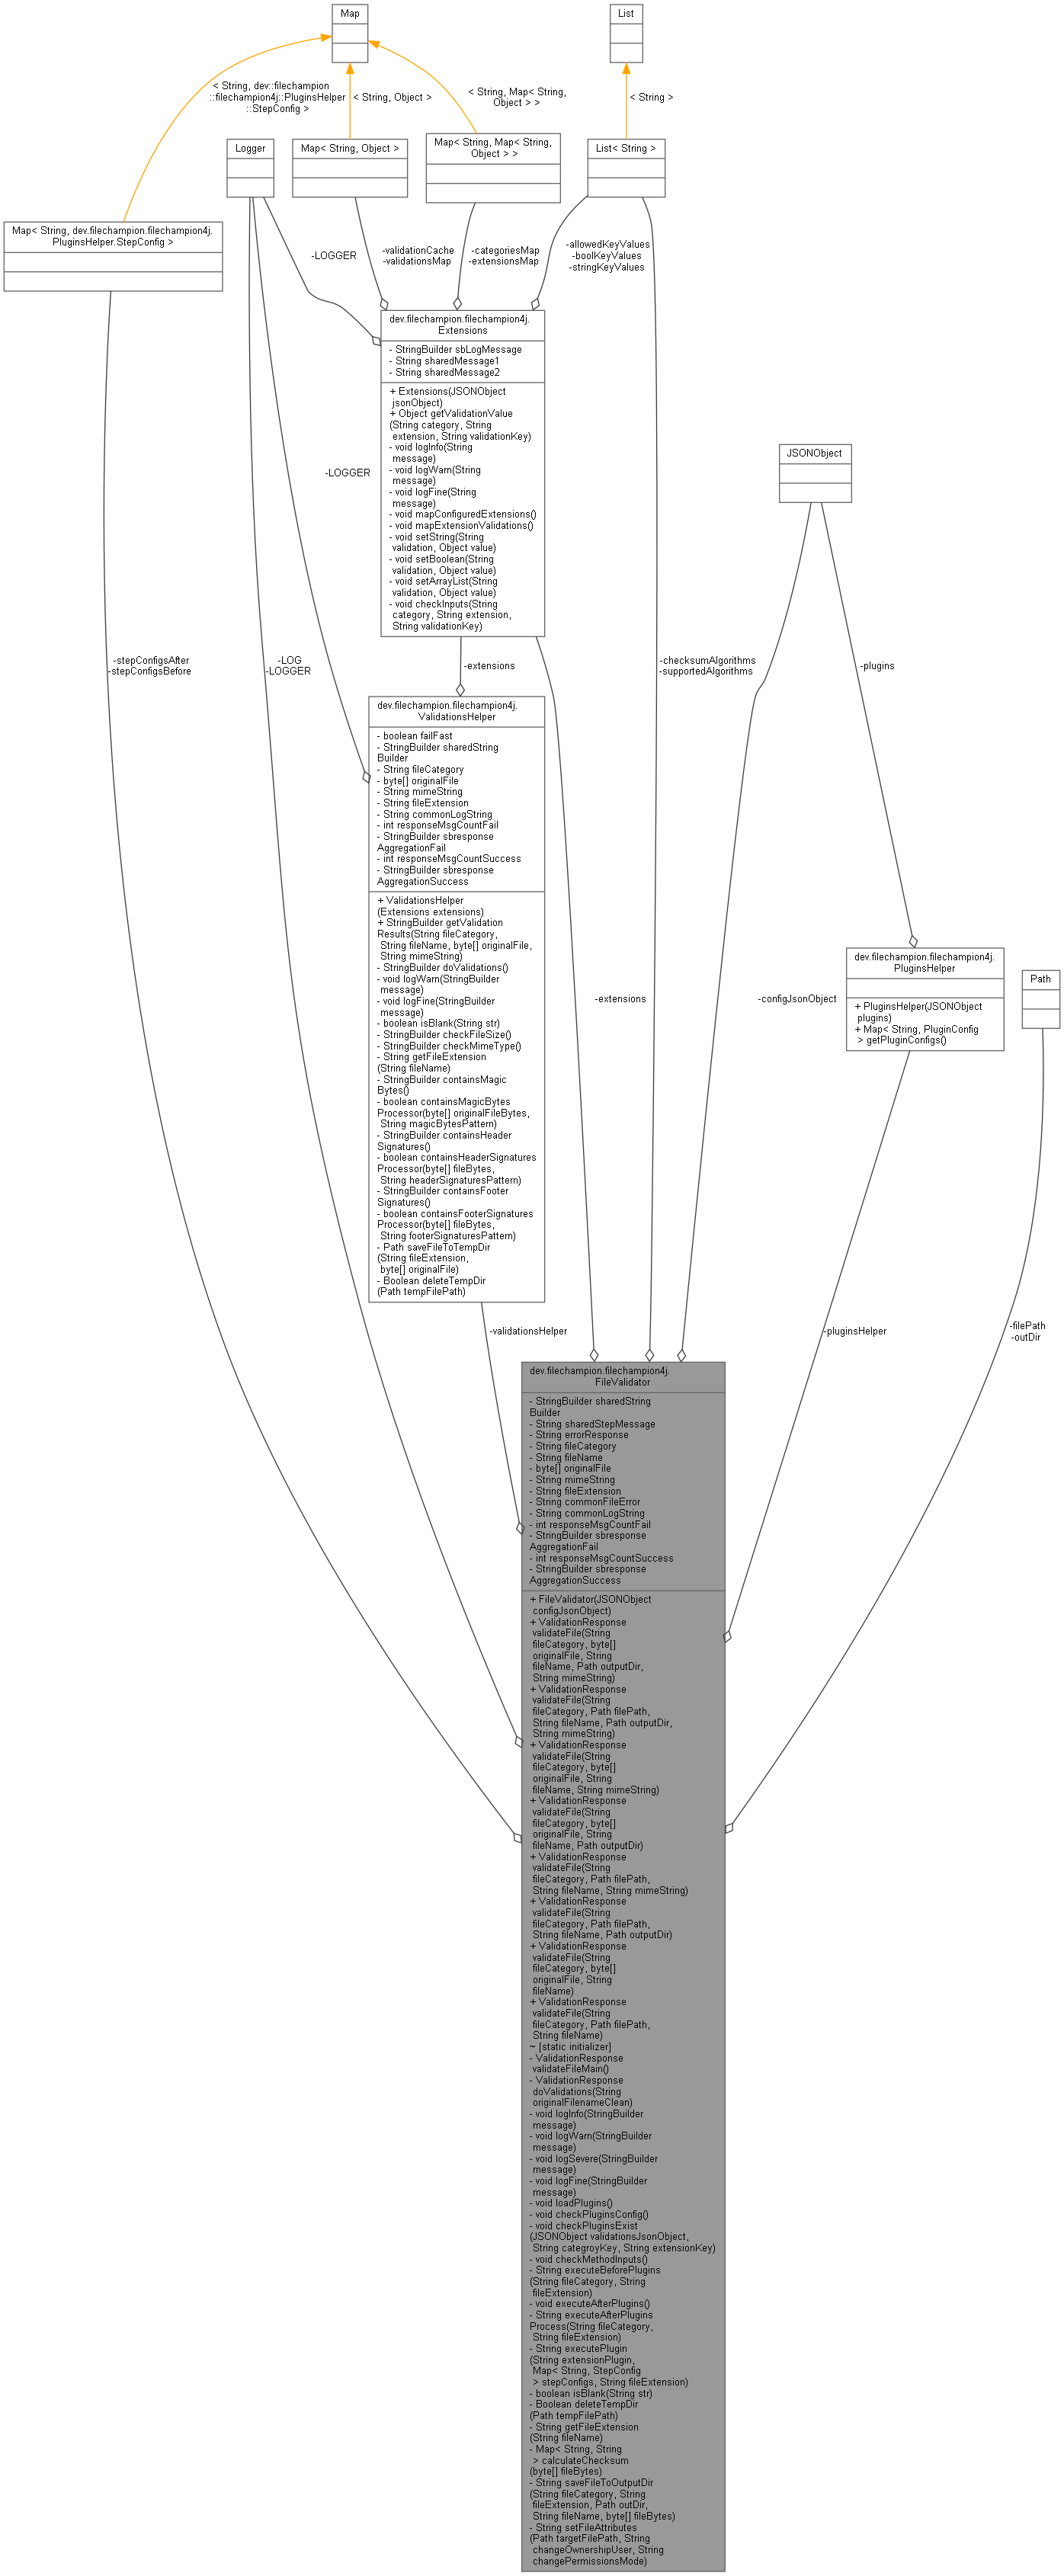 Map
List
< String, dev::filechampion
::filechampion4j::PluginsHelper
::StepConfig >
< String, Object >
< String, Map< String,
Object > >
< String >
Logger
Map< String, Object >
Map< String, Map< String,
Object > >
List< String >
Map< String, dev.filechampion.filechampion4j.
PluginsHelper.StepConfig >
-LOGGER
-validationCache
-validationsMap
-categoriesMap
-extensionsMap
-allowedKeyValues
-boolKeyValues
-stringKeyValues
dev.filechampion.filechampion4j.
Extensions
- StringBuilder sbLogMessage
- String sharedMessage1
- String sharedMessage2
+ Extensions(JSONObject
jsonObject)
+ Object getValidationValue
(String category, String
extension, String validationKey)
- void logInfo(String
message)
- void logWarn(String
message)
- void logFine(String
message)
- void mapConfiguredExtensions()
- void mapExtensionValidations()
- void setString(String
validation, Object value)
- void setBoolean(String
validation, Object value)
- void setArrayList(String
validation, Object value)
- void checkInputs(String
category, String extension,
String validationKey)
JSONObject
-LOGGER
-stepConfigsAfter
-stepConfigsBefore
-LOG
-LOGGER
-extensions
-checksumAlgorithms
-supportedAlgorithms
-plugins
dev.filechampion.filechampion4j.
ValidationsHelper
- boolean failFast
- StringBuilder sharedString
Builder
- String fileCategory
- byte[] originalFile
- String mimeString
- String fileExtension
- String commonLogString
- int responseMsgCountFail
- StringBuilder sbresponse
AggregationFail
- int responseMsgCountSuccess
- StringBuilder sbresponse
AggregationSuccess
+ ValidationsHelper
(Extensions extensions)
+ StringBuilder getValidation
Results(String fileCategory,
String fileName, byte[] originalFile,
String mimeString)
- StringBuilder doValidations()
- void logWarn(StringBuilder
message)
- void logFine(StringBuilder
message)
- boolean isBlank(String str)
- StringBuilder checkFileSize()
- StringBuilder checkMimeType()
- String getFileExtension
(String fileName)
- StringBuilder containsMagic
Bytes()
- boolean containsMagicBytes
Processor(byte[] originalFileBytes,
String magicBytesPattern)
- StringBuilder containsHeader
Signatures()
- boolean containsHeaderSignatures
Processor(byte[] fileBytes,
String headerSignaturesPattern)
- StringBuilder containsFooter
Signatures()
- boolean containsFooterSignatures
Processor(byte[] fileBytes,
String footerSignaturesPattern)
- Path saveFileToTempDir
(String fileExtension,
byte[] originalFile)
- Boolean deleteTempDir
(Path tempFilePath)
-extensions
-configJsonObject
dev.filechampion.filechampion4j.
PluginsHelper
+ PluginsHelper(JSONObject
plugins)
+ Map< String, PluginConfig
> getPluginConfigs()
Path
-validationsHelper
-pluginsHelper
-filePath
-outDir
dev.filechampion.filechampion4j.
FileValidator
- StringBuilder sharedString
Builder
- String sharedStepMessage
- String errorResponse
- String fileCategory
- String fileName
- byte[] originalFile
- String mimeString
- String fileExtension
- String commonFileError
- String commonLogString
- int responseMsgCountFail
- StringBuilder sbresponse
AggregationFail
- int responseMsgCountSuccess
- StringBuilder sbresponse
AggregationSuccess
+ FileValidator(JSONObject
configJsonObject)
+ ValidationResponse
validateFile(String
fileCategory, byte[]
originalFile, String
fileName, Path outputDir,
String mimeString)
+ ValidationResponse
validateFile(String
fileCategory, Path filePath,
String fileName, Path outputDir,
String mimeString)
+ ValidationResponse
validateFile(String
fileCategory, byte[]
originalFile, String
fileName, String mimeString)
+ ValidationResponse
validateFile(String
fileCategory, byte[]
originalFile, String
fileName, Path outputDir)
+ ValidationResponse
validateFile(String
fileCategory, Path filePath,
String fileName, String mimeString)
+ ValidationResponse
validateFile(String
fileCategory, Path filePath,
String fileName, Path outputDir)
+ ValidationResponse
validateFile(String
fileCategory, byte[]
originalFile, String
fileName)
+ ValidationResponse
validateFile(String
fileCategory, Path filePath,
String fileName)
~ [static initializer]
- ValidationResponse
validateFileMain()
- ValidationResponse
doValidations(String
originalFilenameClean)
- void logInfo(StringBuilder
message)
- void logWarn(StringBuilder
message)
- void logSevere(StringBuilder
message)
- void logFine(StringBuilder
message)
- void loadPlugins()
- void checkPluginsConfig()
- void checkPluginsExist
(JSONObject validationsJsonObject,
String categroyKey, String extensionKey)
- void checkMethodInputs()
- String executeBeforePlugins
(String fileCategory, String
fileExtension)
- void executeAfterPlugins()
- String executeAfterPlugins
Process(String fileCategory,
String fileExtension)
- String executePlugin
(String extensionPlugin,
Map< String, StepConfig
> stepConfigs, String fileExtension)
- boolean isBlank(String str)
- Boolean deleteTempDir
(Path tempFilePath)
- String getFileExtension
(String fileName)
- Map< String, String
> calculateChecksum
(byte[] fileBytes)
- String saveFileToOutputDir
(String fileCategory, String
fileExtension, Path outDir,
String fileName, byte[] fileBytes)
- String setFileAttributes
(Path targetFilePath, String
changeOwnershipUser, String
changePermissionsMode)